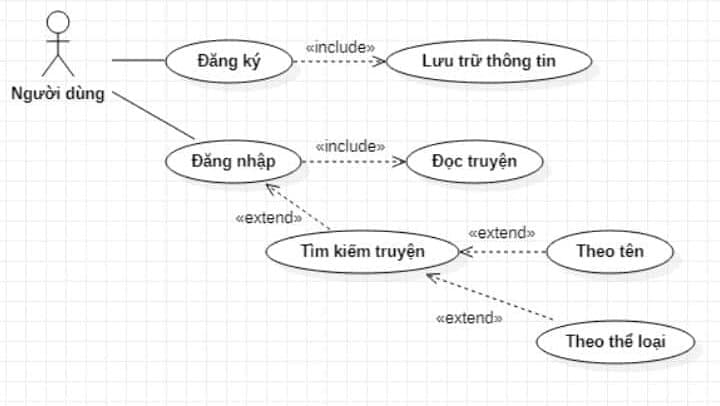 «include»
Đăng ký
Lưu trữ thông tin
Người dùng
«include»
Đăng nhập
Đọc truyện
«extend»
«extend»
Tìm kiếm truyện
Theo tên
«extend»
Theo thể loại